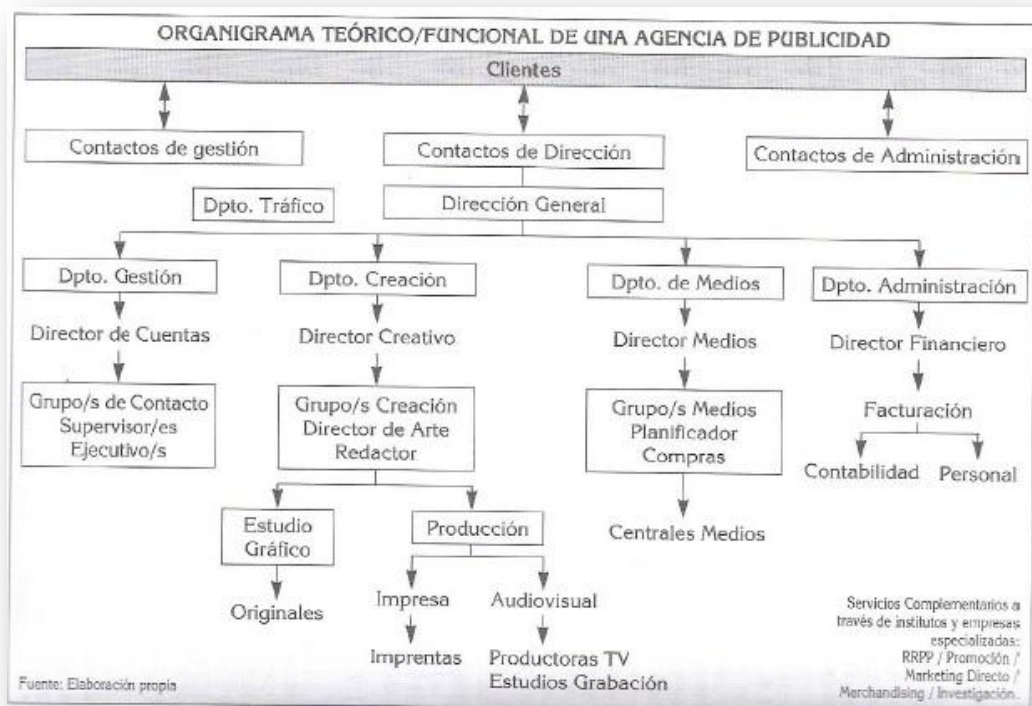 ORGANIGRAMA TEÓRICO/FUNCIONAL DE UNA AGENCIA DE PUBLICIDAD
Clientes
Contactos de gestión
Contactos de Dirección
Contactos de Administración
Dpto. Tráfico
Dirección General
Dpto. Gestión
Dpto. Creación
Dpto. de Medios
Dpto. Administración
Director de Cuentas
Director Creativo
Director Medios
Director Financiero
Grupo/s de Contacto
Supervisor/es
Ejecutivo/s
Grupo/s Creación
Director de Arte
Redactor
Grupo/s Medios
Planificador
Compras
Facturación
Contabilidad
Personal
Estudio
Gráfico
Producción
Centrales Medios
Originales
Impresa
Audiovisual
Imprentas
Productoras TV
Estudios Grabación
Servicios Complementarios a
través de institutos y empresas
especializadas:
RRPP / Promoción /
Marketing Directo /
Merchandising / Investigación.
Fuente: Elaboración propia